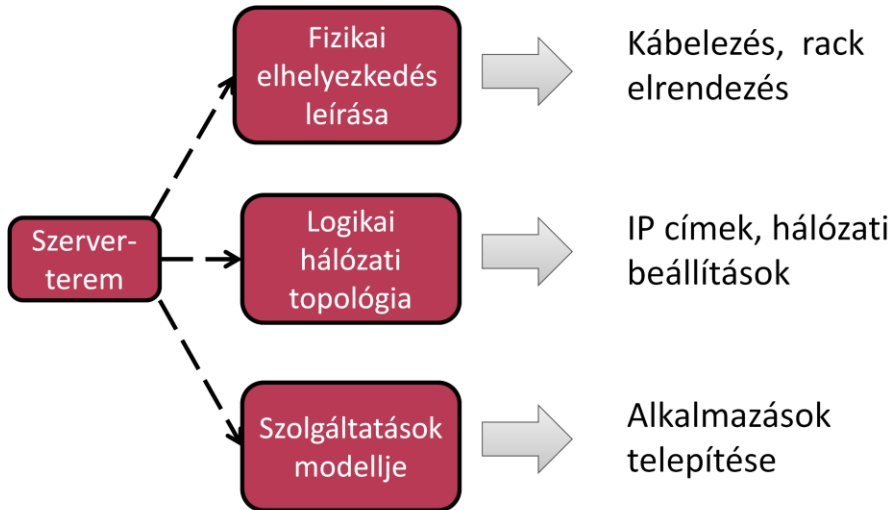 Fizikai
elhelyezkedés
leírása
Kábelezés, rack
elrendezés
Szerver-
terem
Logikai
hálózati
topológia
IP címek, hálózati
beállítások
Szolgáltatások
modellje
Alkalmazások
telepítése